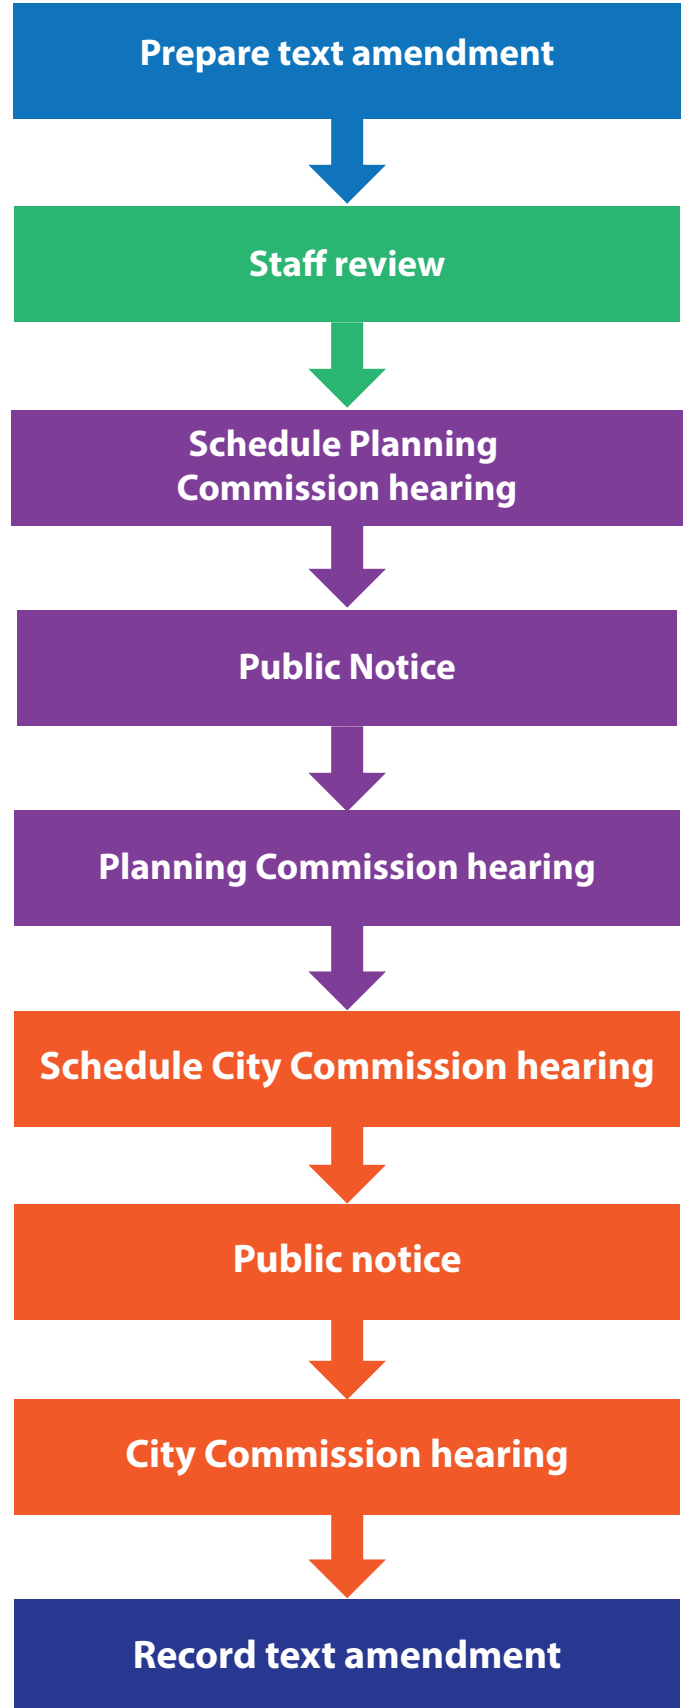 Prepare text amendment
Staff review
Schedule Planning
Commission hearing
Public Notice
Planning Commission hearing
Schedule City Commission hearing
Public notice
City Commission hearing
Record text amendment